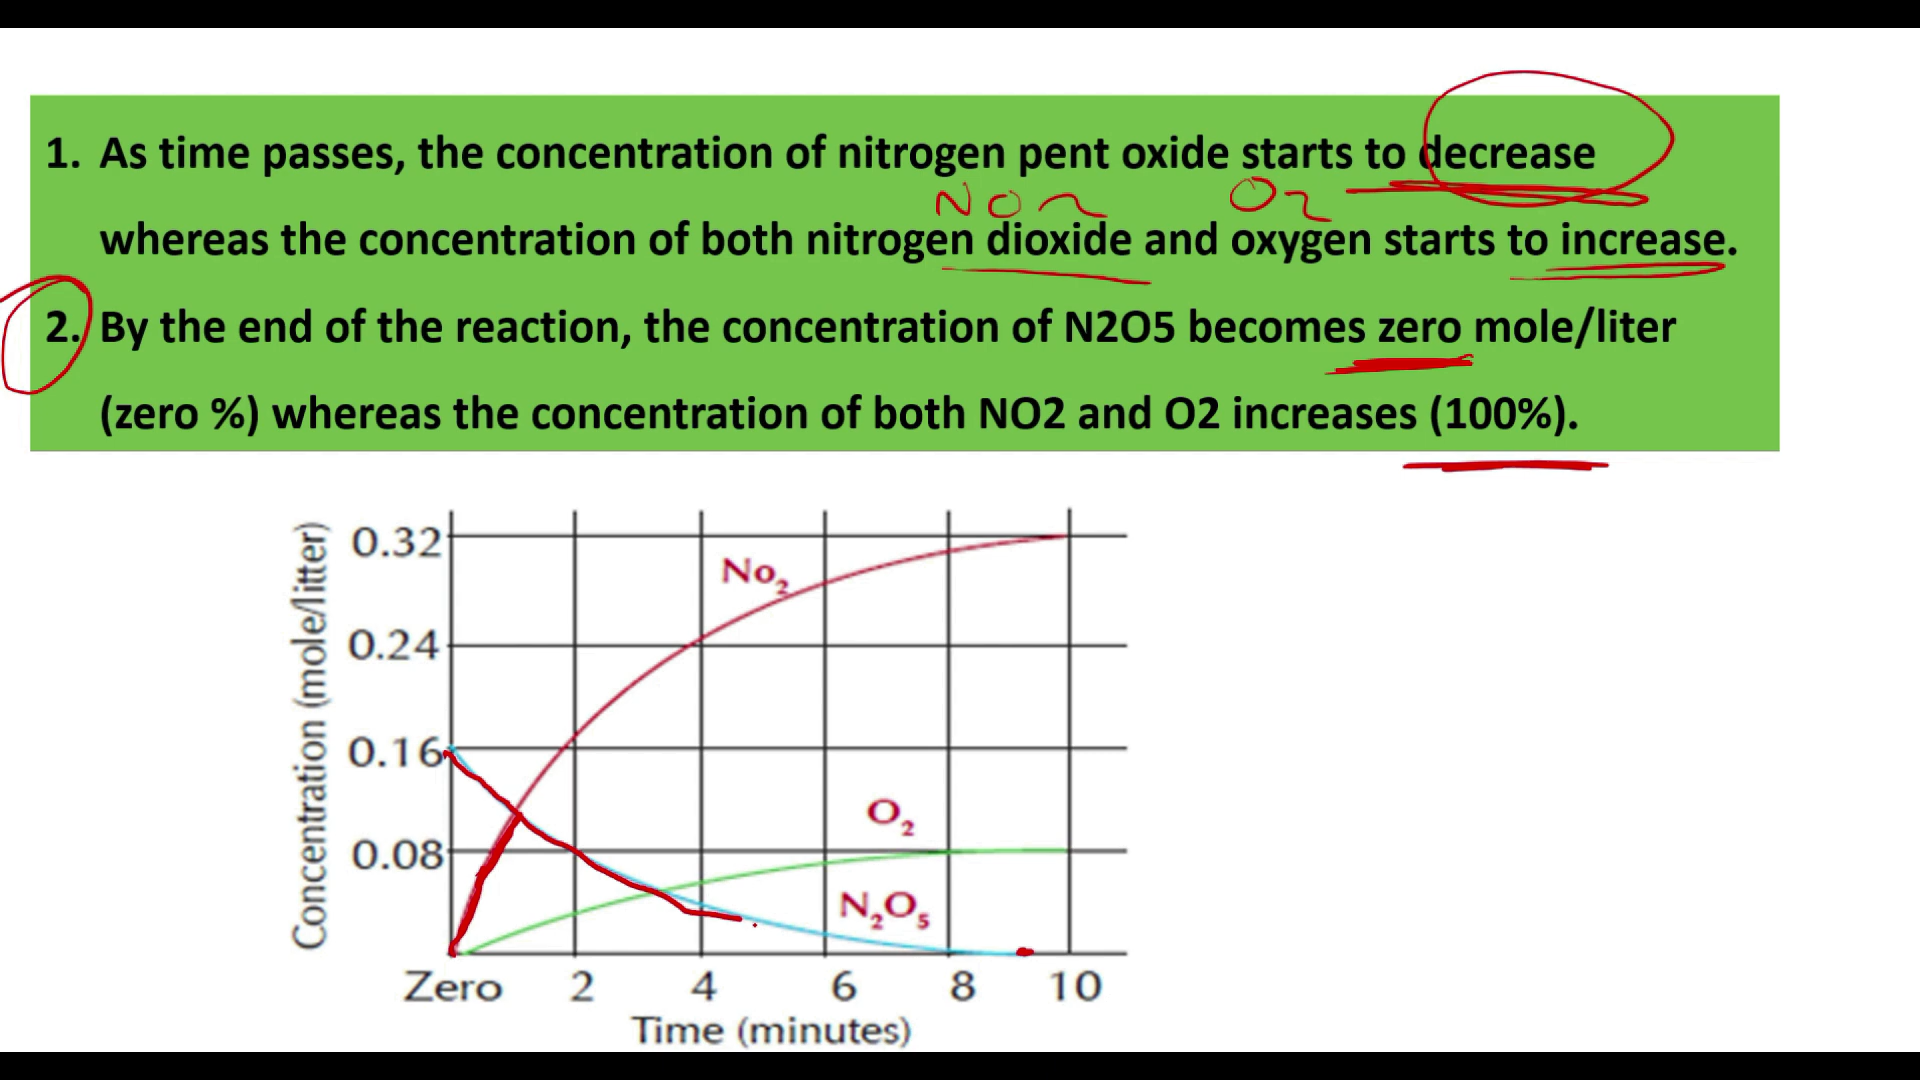 1. As time passes, the concentration of nitrogen pent oxide starts to decrease
NO2 O2
whereas the concentration of both nitrogen dioxide and oxygen starts to increase.
2. By the end of the reaction, the concentration of N2O5 becomes zero mole/liter
(zero %) whereas the concentration of both NO2 and O2 increases (100%).
Concentration (mole/litter)
0.32
No₂
0.24
0.16
O₂
0.08
N₂O₅
Zero 2 4 6 8 10
Time (minutes)